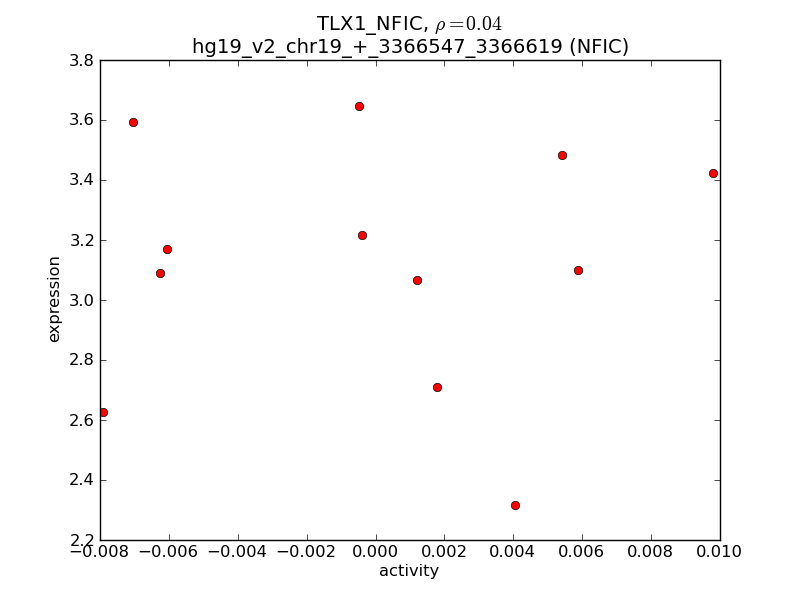 TLX1_NFIC, ρ = 0.04
hg19_v2_chr19_+_3366547_3366619 (NFIC)
3.8
3.6
3.4
3.2
3.0
2.8
2.6
2.4
2.2
expression
−0.008 −0.006 −0.004 −0.002 0.000 0.002 0.004 0.006 0.008 0.010
activity